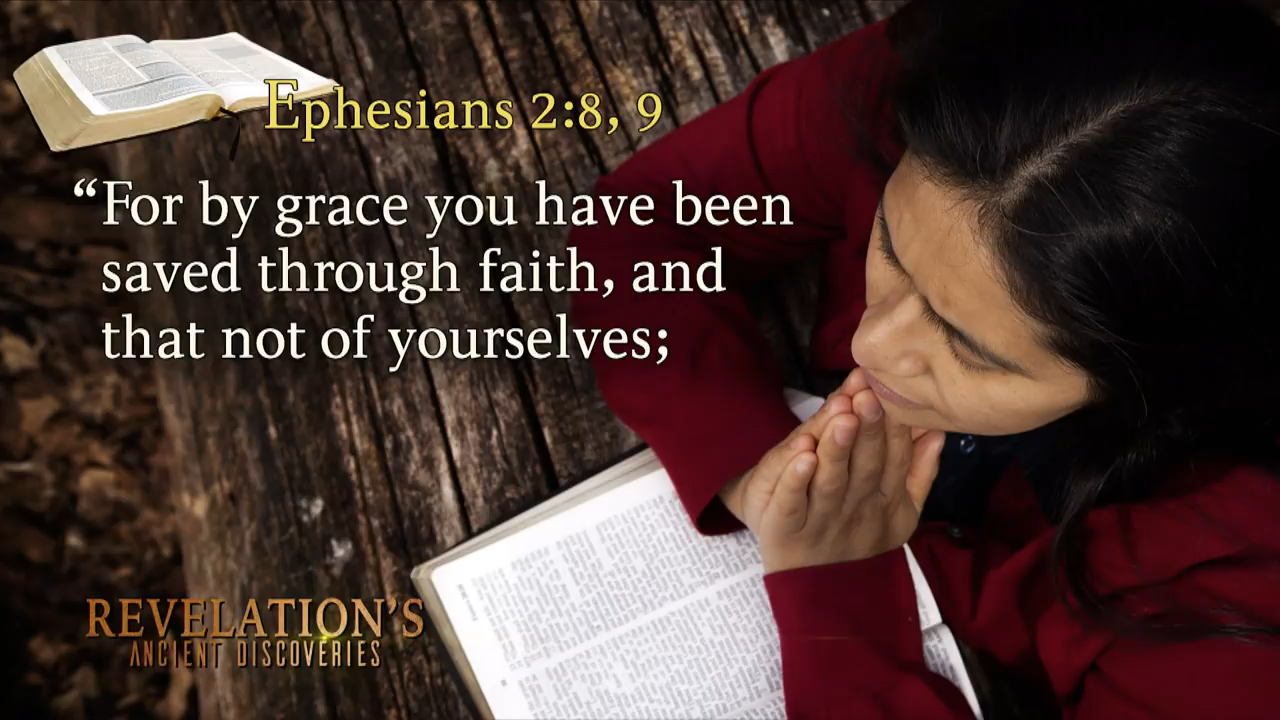 Ephesians 2:8, 9
“For by grace you have been
saved through faith, and
that not of yourselves;
REVELATION’S
ANCIENT DISCOVERIES